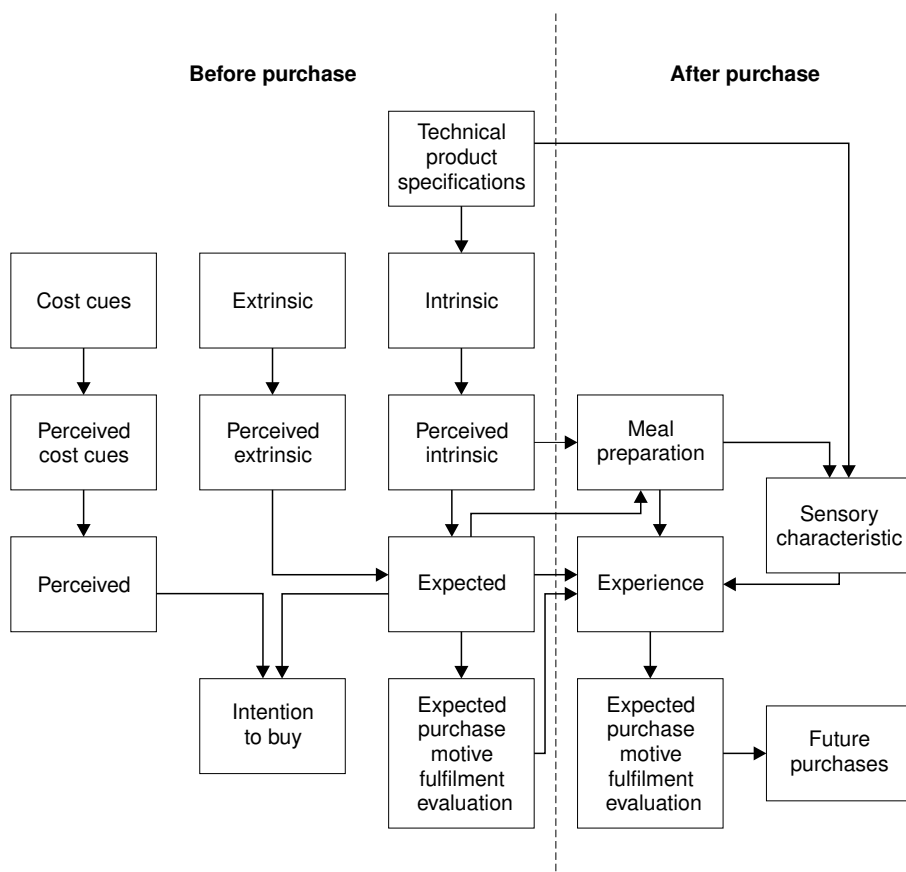 Before purchase
After purchase
Technical
product
specifications
Cost cues
Extrinsic
Intrinsic
Perceived
cost cues
Perceived
extrinsic
Perceived
intrinsic
Meal
preparation
Sensory
characteristic
Perceived
Expected
Experience
Intention
to buy
Expected
purchase
motive
fulfilment
evaluation
Expected
purchase
motive
fulfilment
evaluation
Future
purchases